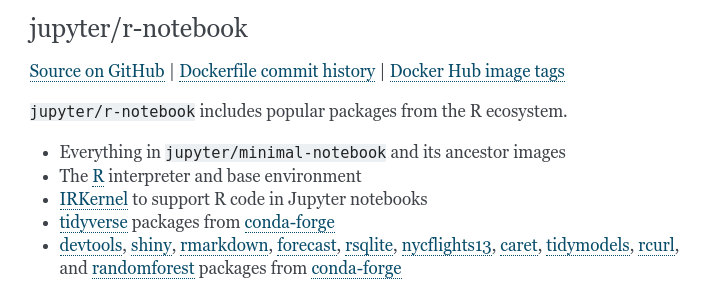 jupyter/r-notebook
Source on GitHub | Dockerfile commit history | Docker Hub image tags
jupyter/r-notebook includes popular packages from the R ecosystem.
• Everything in jupyter/minimal-notebook and its ancestor images
• The R interpreter and base environment
• IRKernel to support R code in Jupyter notebooks
• tidyverse packages from conda-forge
• devtools, shiny, rmarkdown, forecast, rsqlite, nycflights13, caret, tidymodels, rcurl,
and randomforest packages from conda-forge